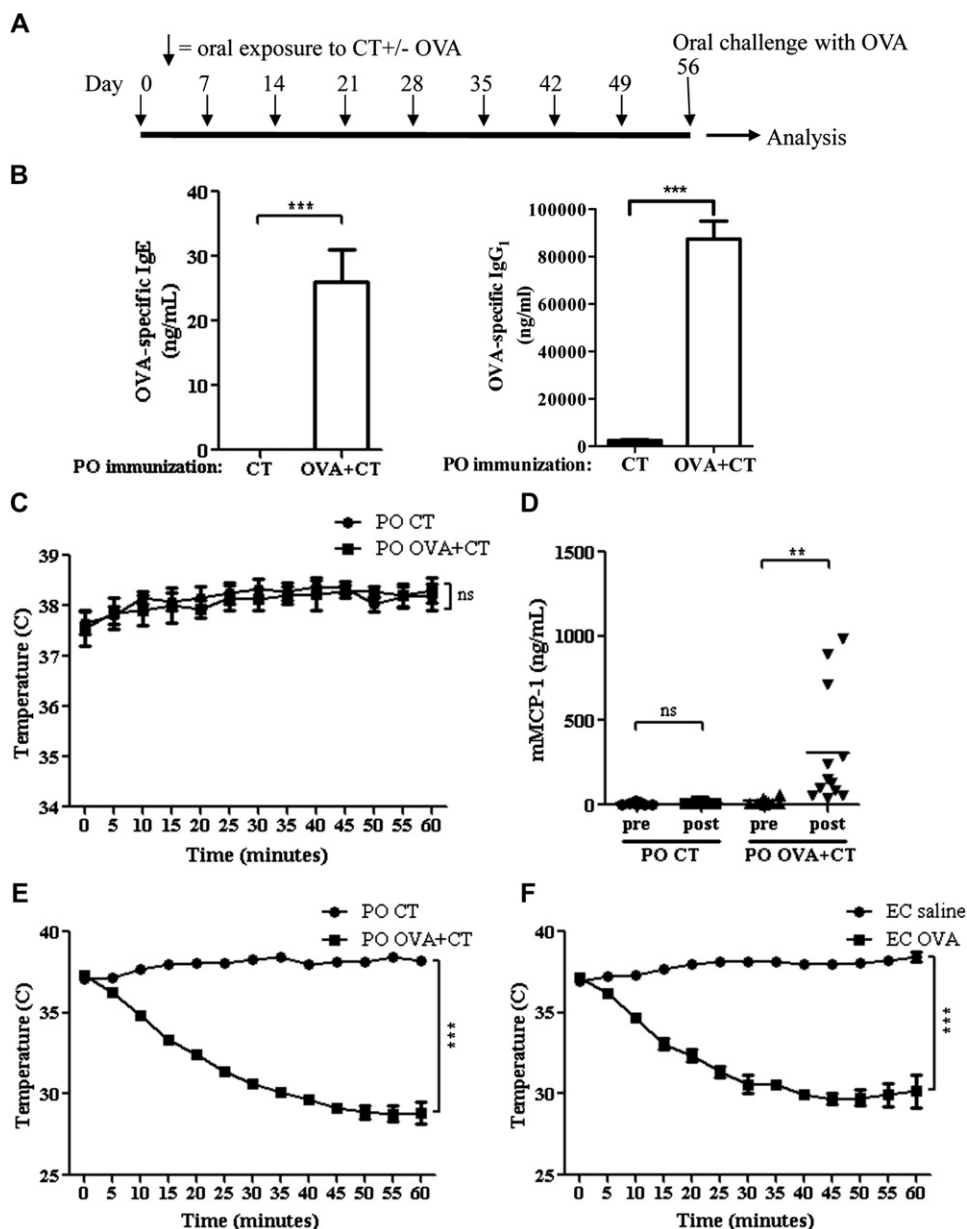 A
↓ = oral exposure to CT+/- OVA
Oral challenge with OVA
Day 0 7 14 21 28 35 42 49 56
Analysis
B
OVA-specific IgE
(ng/mL)
40
30
20
10
0
***
PO immunization: CT OVA+CT
OVA-specific IgG1
(ng/ml)
100000
80000
60000
40000
20000
0
***
PO immunization: CT OVA+CT
C
PO CT
PO OVA+CT
Temperature (C)
39
38
37
36
35
34
ns
0 5 10 15 20 25 30 35 40 45 50 55 60
Time (minutes)
D
mMCP-1 (ng/mL)
1500
1000
500
0
ns
**
pre post pre post
PO CT PO OVA+CT
E
PO CT
PO OVA+CT
Temperature (C)
40
35
30
25
***
0 5 10 15 20 25 30 35 40 45 50 55 60
Time (minutes)
F
EC saline
EC OVA
Temperature (C)
40
35
30
25
***
0 5 10 15 20 25 30 35 40 45 50 55 60
Time (minutes)